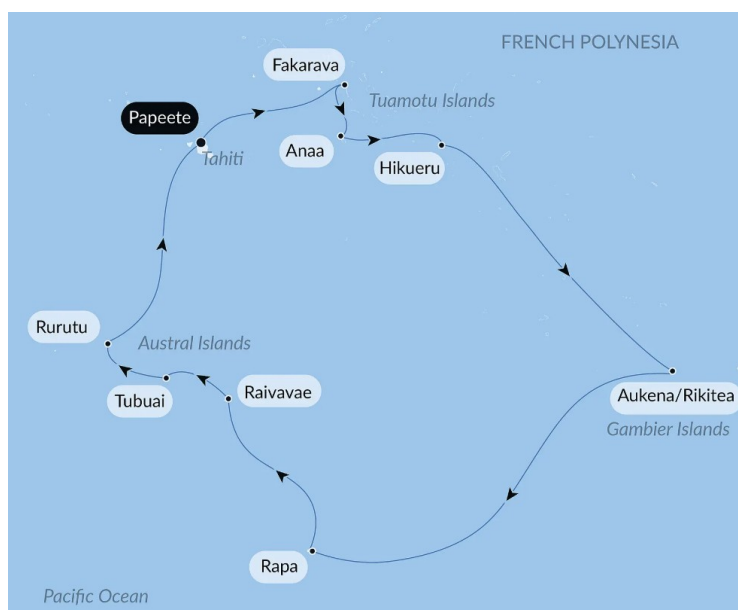 FRENCH POLYNESIA
Fakarava
Tuamotu Islands
Papeete
Tahiti
Anaa
Hikueru
Rurutu
Austral Islands
Tubuai
Raivavae
Aukena/Rikitea
Gambier Islands
Rapa
Pacific Ocean